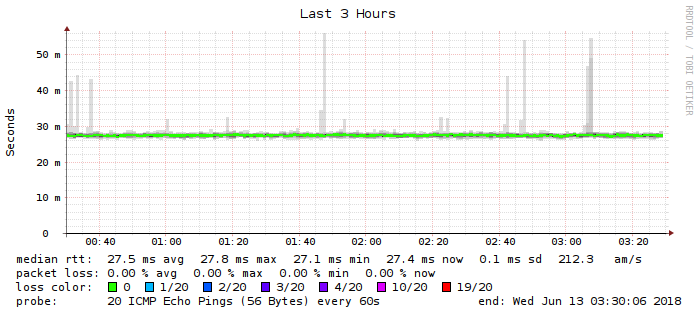 Last 3 Hours
RRDTOOL / TOBI OETIKER
Seconds
50 m
40 m
30 m
20 m
10 m
0
00:40 01:00 01:20 01:40 02:00 02:20 02:40 03:00 03:20
median rtt: 27.5 ms avg 27.8 ms max 27.1 ms min 27.4 ms now 0.1 ms sd 212.3 am/s
packet loss: 0.00 % avg 0.00 % max 0.00 % min 0.00 % now
loss color: 0 1/20 2/20 3/20 4/20 10/20 19/20
probe: 20 ICMP Echo Pings (56 Bytes) every 60s end: Wed Jun 13 03:30:06 2018